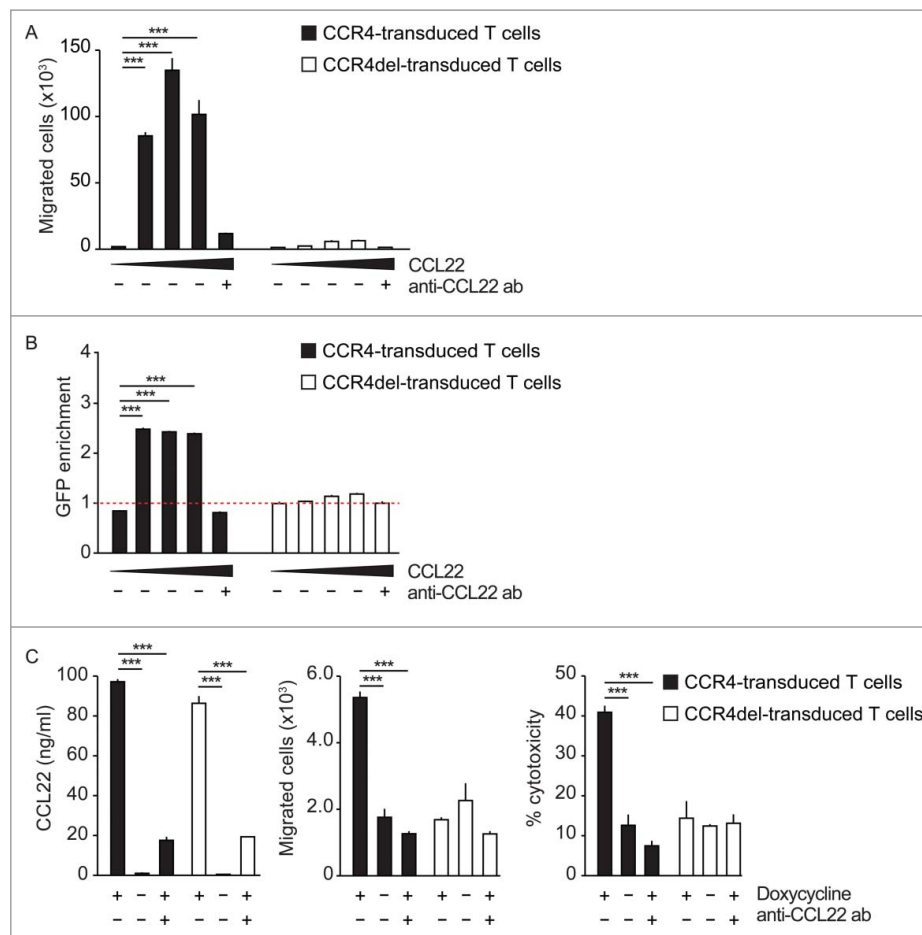 A
CCR4-transduced T cells
CCR4del-transduced T cells
***
***
***
Migrated cells (x10³)
150
100
50
0
CCL22
anti-CCL22 ab
– – – – + – – – – +
B
CCR4-transduced T cells
CCR4del-transduced T cells
***
***
***
GFP enrichment
4
3
2
1
0
CCL22
anti-CCL22 ab
– – – – + – – – – +
C
CCL22 (ng/ml)
100
80
60
40
20
0
***
***
***
***
+ – + + – +
– – + – – +
Migrated cells (x10³)
6.0
4.0
2.0
0.0
***
***
+ – + + – +
– – + – – +
% cytotoxicity
50
40
30
20
10
0
***
***
CCR4-transduced T cells
CCR4del-transduced T cells
+ – + + – + Doxycycline
– – + – – + anti-CCL22 ab